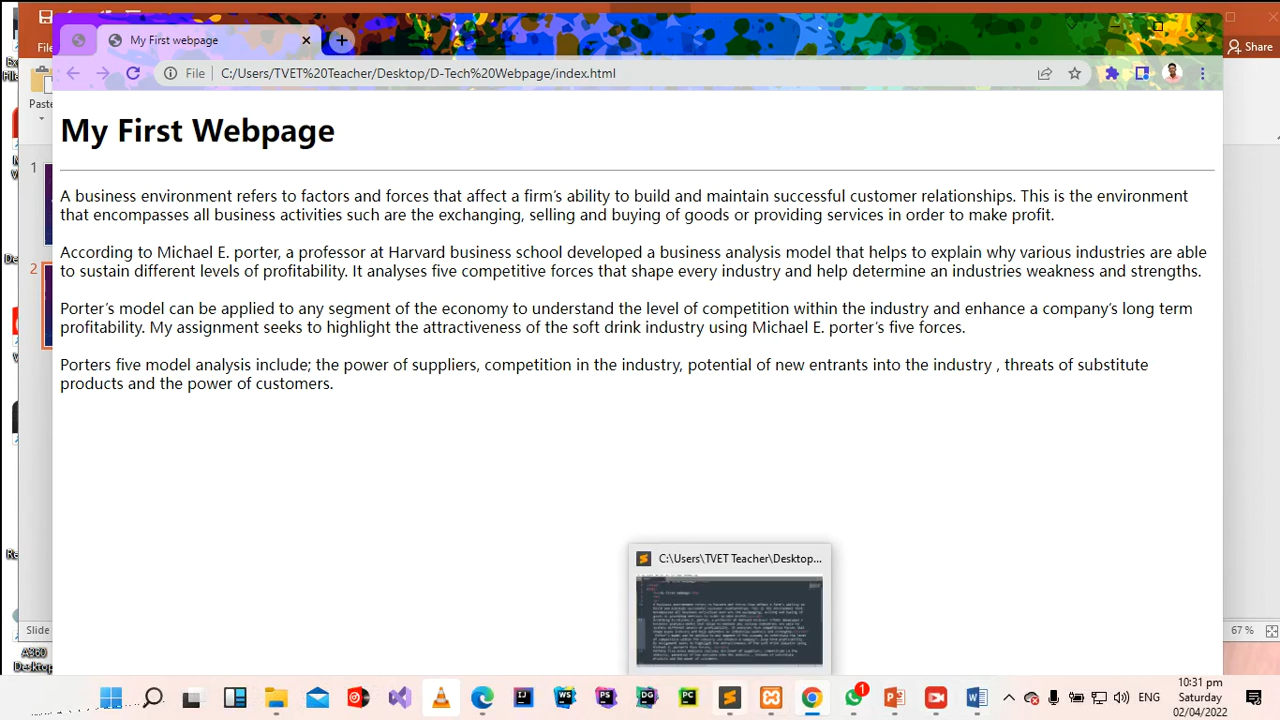 File
Share
My First webpage
File
C:/Users/TVET%20Teacher/Desktop/D-Tech%20Webpage/index.html
Paste
1
2
My First Webpage
A business environment refers to factors and forces that affect a firm’s ability to build and maintain successful customer relationships. This is the environment
that encompasses all business activities such are the exchanging, selling and buying of goods or providing services in order to make profit.
According to Michael E. porter, a professor at Harvard business school developed a business analysis model that helps to explain why various industries are able
to sustain different levels of profitability. It analyses five competitive forces that shape every industry and help determine an industries weakness and strengths.
Porter’s model can be applied to any segment of the economy to understand the level of competition within the industry and enhance a company’s long term
profitability. My assignment seeks to highlight the attractiveness of the soft drink industry using Michael E. porter’s five forces.
Porters five model analysis include; the power of suppliers, competition in the industry, potential of new entrants into the industry , threats of substitute
products and the power of customers.
C:\Users\TVET Teacher\Desktop...
Slide
IJ
WS
PS
DG
PC
1
ENG
10:31 pm
Saturday
02/04/2022